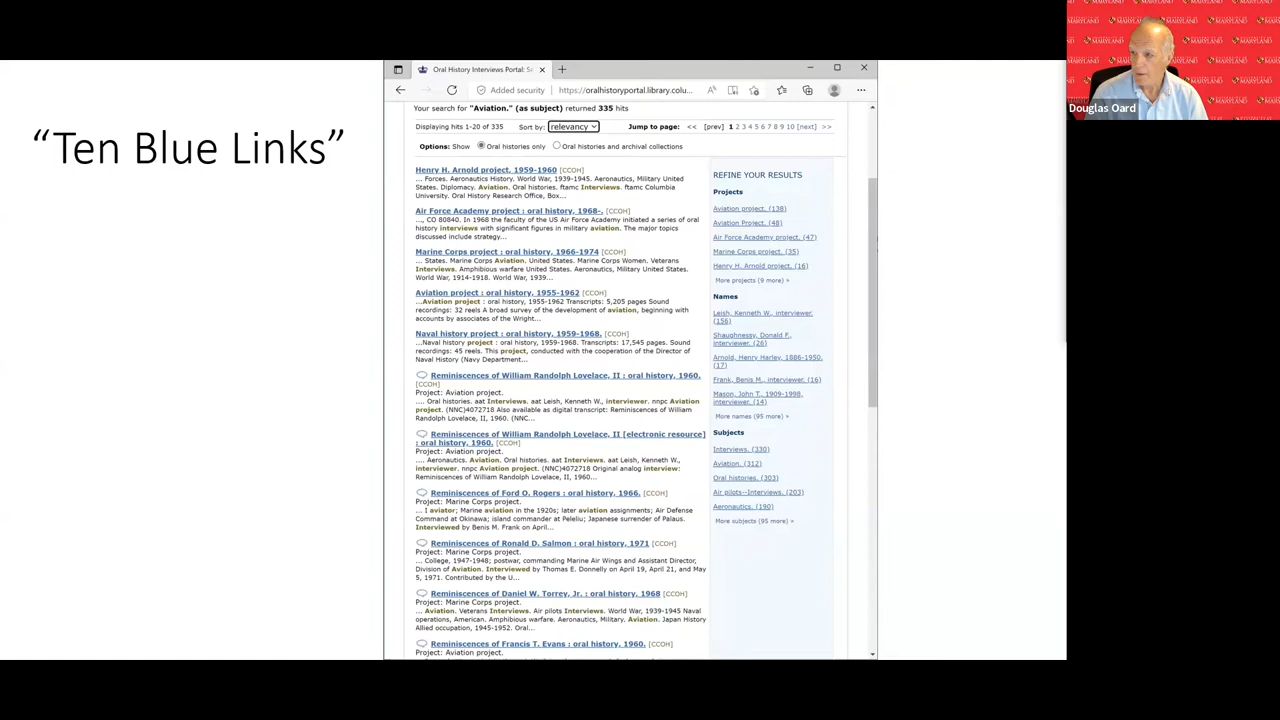 “Ten Blue Links”
Oral History Interviews Portal: Se
Added security
https://oralhistoryportal.library.colu...
Your search for "Aviation." (as subject) returned 335 hits
Displaying hits 1-20 of 335 Sort by: relevancy Jump to page: << [prev] 1 2 3 4 5 6 7 8 9 10 [next] >>
Options: Show Oral histories only Oral histories and archival collections
Henry H. Arnold project, 1959-1960 [CCOH]
... Forces. Aeronautics History. World War, 1939-1945. Aeronautics, Military United
States. Diplomacy. Aviation. Oral histories. ftamc Interviews. ftamc Columbia
University. Oral History Research Office, Box...
Air Force Academy project : oral history, 1968-. [CCOH]
..., CO 80840. In 1968 the faculty of the US Air Force Academy initiated a series of oral
history interviews with significant figures in military aviation. The major topics
discussed include strategy...
Marine Corps project : oral history, 1966-1974 [CCOH]
... States. Marine Corps Aviation. United States. Marine Corps Women. Veterans
Interviews. Amphibious warfare United States. Aeronautics, Military United States.
World War, 1914-1918. World War, 1939...
Aviation project : oral history, 1955-1962 [CCOH]
...Aviation project : oral history, 1955-1962 Transcripts: 5,205 pages Sound
recordings: 32 reels A broad survey of the development of aviation, beginning with
accounts by associates of the Wright...
Naval history project : oral history, 1959-1968. [CCOH]
...Naval history project : oral history, 1959-1968. Transcripts: 17,545 pages. Sound
recordings: 45 reels. This project, conducted with the cooperation of the Director of
Naval History (Navy Department...
Reminiscences of William Randolph Lovelace, II : oral history, 1960.
[CCOH]
Project: Aviation project.
.... Oral histories. aat Interviews. aat Leish, Kenneth W., interviewer. nnpc Aviation
project. (NNC)4072718 Also available as digital transcript: Reminiscences of William
Randolph Lovelace, II, 1960. (NNC...
Reminiscences of William Randolph Lovelace, II [electronic resource]
: oral history, 1960. [CCOH]
Project: Aviation project.
.... Aeronautics. Aviation. Oral histories. aat Interviews. aat Leish, Kenneth W.,
interviewer. nnpc Aviation project. (NNC)4072718 Original analog interview:
Reminiscences of William Randolph Lovelace, II, 1960...
Reminiscences of Ford O. Rogers : oral history, 1966. [CCOH]
Project: Marine Corps project.
... I aviator; Marine aviation in the 1920s; later aviation assignments; Air Defense
Command at Okinawa; island commander at Peleliu; Japanese surrender of Palaus.
Interviewed by Benis M. Frank on April...
Reminiscences of Ronald D. Salmon : oral history, 1971 [CCOH]
Project: Marine Corps project.
... College, 1947-1948; postwar, commanding Marine Air Wings and Assistant Director,
Division of Aviation. Interviewed by Thomas E. Donnelly on April 19, April 21, and May
5, 1971. Contributed by the U...
Reminiscences of Daniel W. Torrey, Jr. : oral history, 1968 [CCOH]
Project: Marine Corps project.
... Aviation. Veterans Interviews. Air pilots Interviews. World War, 1939-1945 Naval
operations, American. Amphibious warfare. Aeronautics, Military. Aviation. Japan History
Allied occupation, 1945-1952. Oral...
Reminiscences of Francis T. Evans : oral history, 1960. [CCOH]
Project: Aviation project.
REFINE YOUR RESULTS
Projects
Aviation project. (138)
Aviation Project. (48)
Air Force Academy project. (47)
Marine Corps project. (35)
Henry H. Arnold project. (16)
More projects (9 more) »
Names
Leish, Kenneth W., interviewer.
(156)
Shaughnessy, Donald F.,
interviewer. (26)
Arnold, Henry Harley, 1886-1950.
(17)
Frank, Benis M., interviewer. (16)
Mason, John T., 1909-1998,
interviewer. (14)
More names (95 more) »
Subjects
Interviews. (330)
Aviation. (312)
Oral histories. (303)
Air pilots--Interviews. (203)
Aeronautics. (190)
More subjects (95 more) »
MARYLAND
Douglas Oard